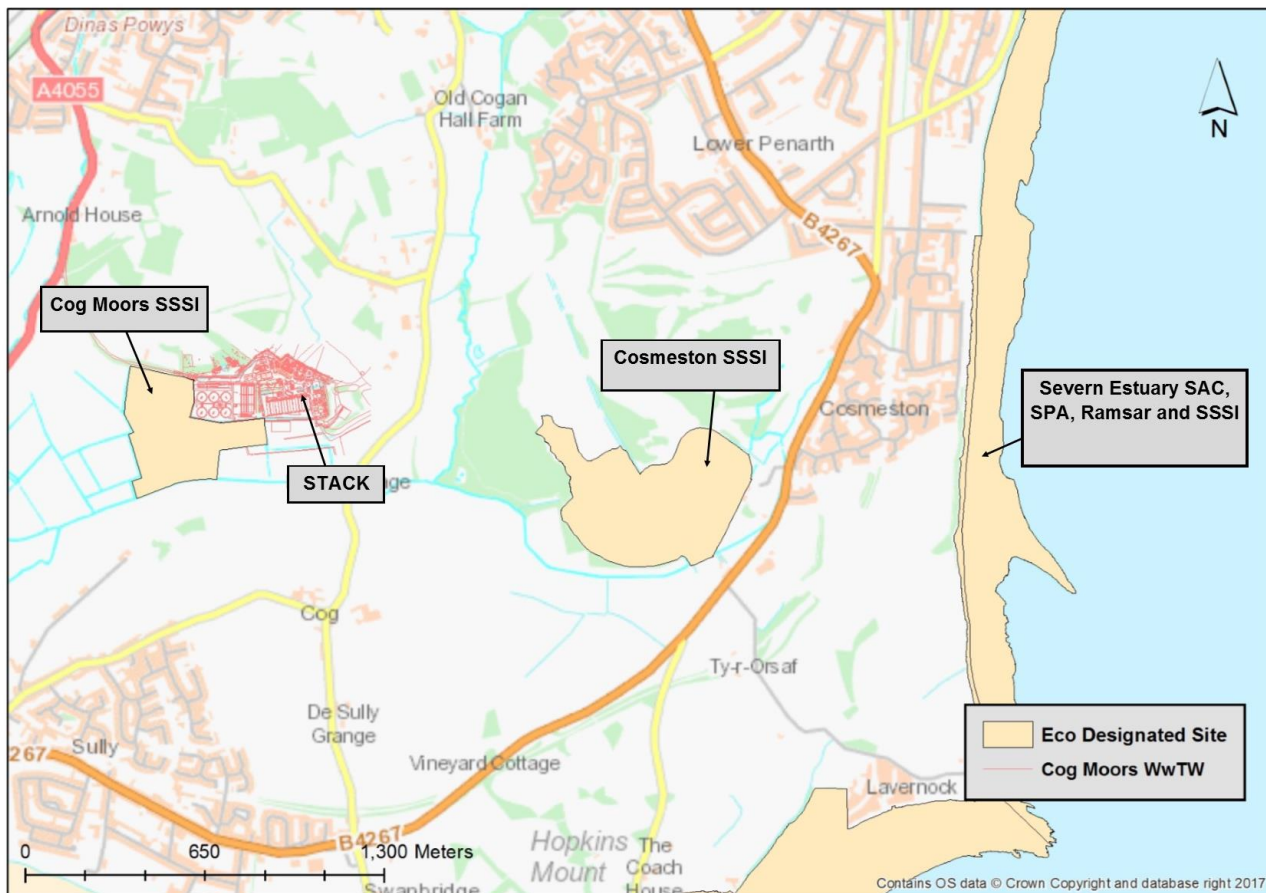 Dinas Powys
A4055
Old Cogan
Hall Farm
Lower Penarth
N
Arnold House
B4267
Cog Moors SSSI
Cosmeston SSSI
Severn Estuary SAC,
SPA, Ramsar and SSSI
Cosmeston
STACK
Cog
Ty-r-Orsaf
De Sully
Grange
Sully
267
Vineyard Cottage
Eco Designated Site
Cog Moors WwTW
Lavernock
B4267
Hopkins
Mount
The
Coach
House
0 650 1,300 Meters
Swanbridge
Contains OS data © Crown Copyright and database right 2017